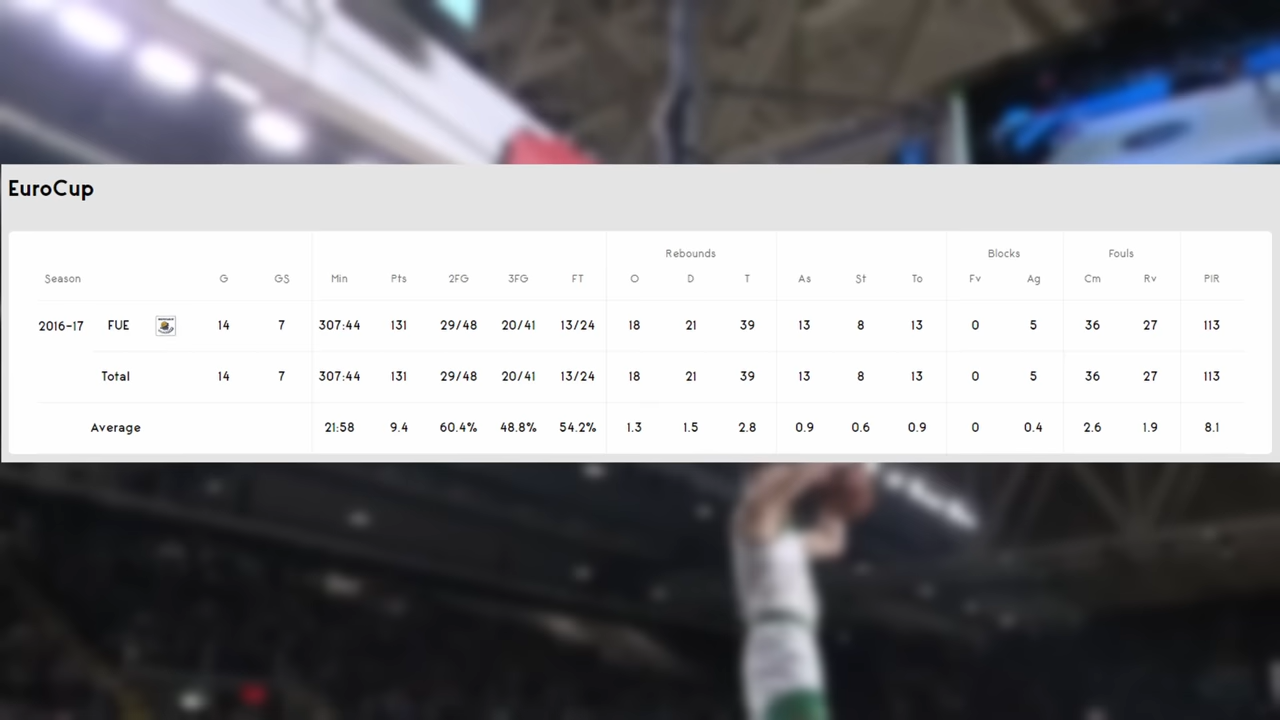 EuroCup
Rebounds Blocks Fouls
Season G GS Min Pts 2FG 3FG FT O D T As St To Fv Ag Cm Rv PIR
2016-17 FUE 14 7 307:44 131 29/48 20/41 13/24 18 21 39 13 8 13 0 5 36 27 113
Total 14 7 307:44 131 29/48 20/41 13/24 18 21 39 13 8 13 0 5 36 27 113
Average 21:58 9.4 60.4% 48.8% 54.2% 1.3 1.5 2.8 0.9 0.6 0.9 0 0.4 2.6 1.9 8.1